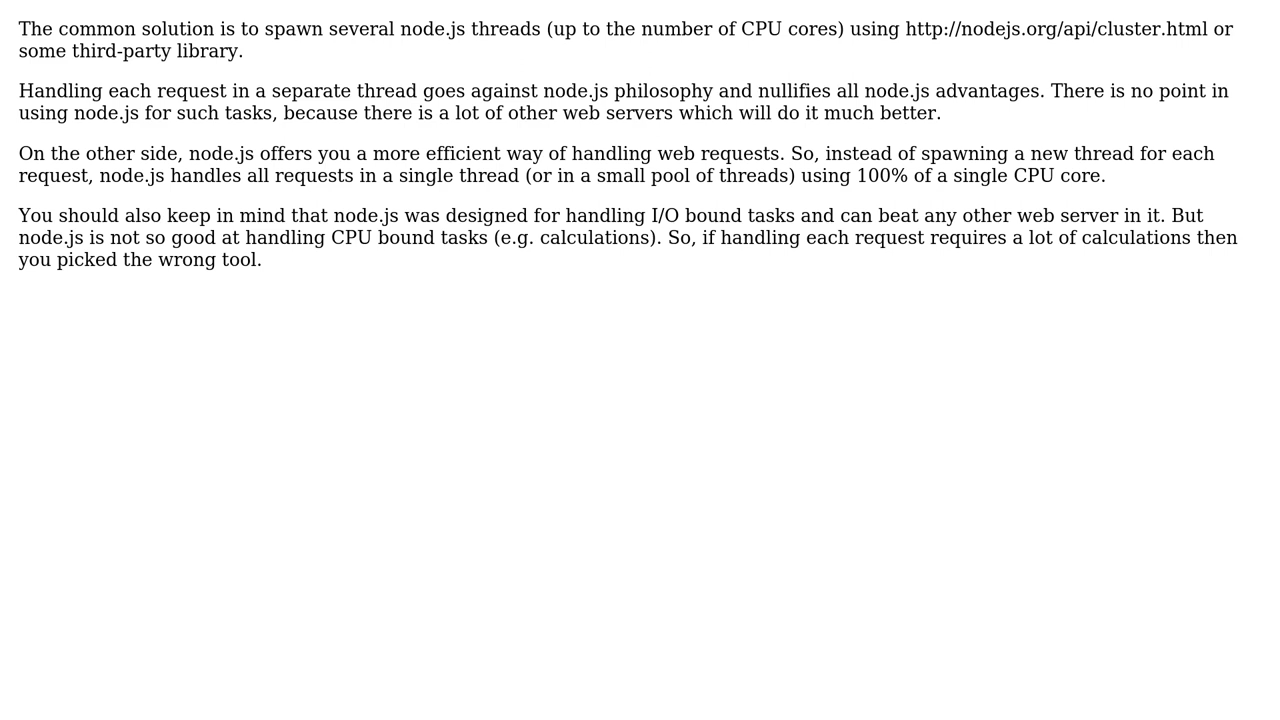 The common solution is to spawn several node.js threads (up to the number of CPU cores) using http://nodejs.org/api/cluster.html or
some third-party library.
Handling each request in a separate thread goes against node.js philosophy and nullifies all node.js advantages. There is no point in
using node.js for such tasks, because there is a lot of other web servers which will do it much better.
On the other side, node.js offers you a more efficient way of handling web requests. So, instead of spawning a new thread for each
request, node.js handles all requests in a single thread (or in a small pool of threads) using 100% of a single CPU core.
You should also keep in mind that node.js was designed for handling I/O bound tasks and can beat any other web server in it. But
node.js is not so good at handling CPU bound tasks (e.g. calculations). So, if handling each request requires a lot of calculations then
you picked the wrong tool.